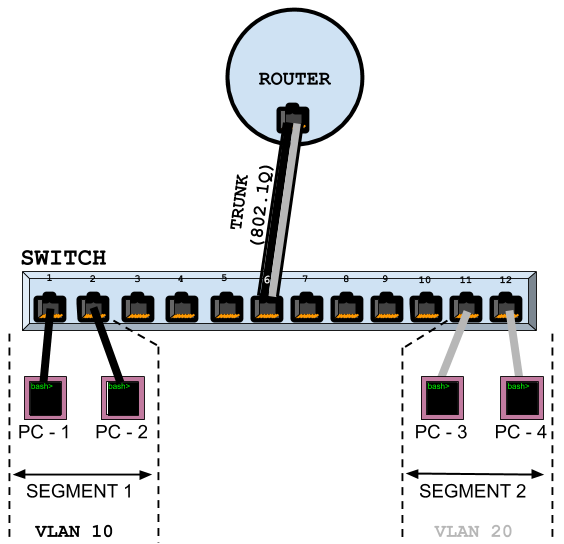 ROUTER
TRUNK
(802.1Q)
SWITCH
1 2 3 4 5 6 7 8 9 10 11 12
bash> bash> bash> bash>
PC - 1 PC - 2 PC - 3 PC - 4
SEGMENT 1 SEGMENT 2
VLAN 10 VLAN 20